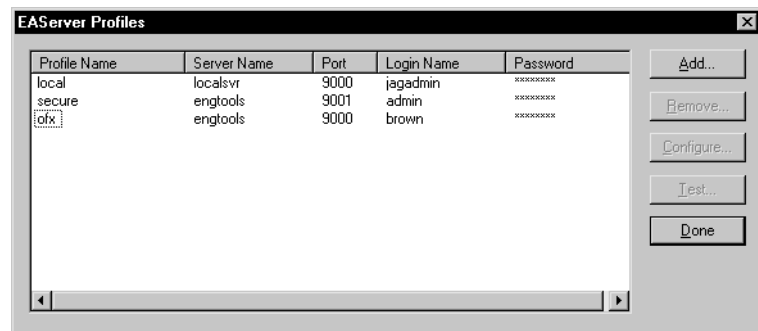 EAServer Profiles
Profile Name Server Name Port Login Name Password
local localsvr 9000 jagadmin ********
secure engtools 9001 admin ********
ofx engtools 9000 brown ********
Add...
Remove...
Configure...
Test...
Done